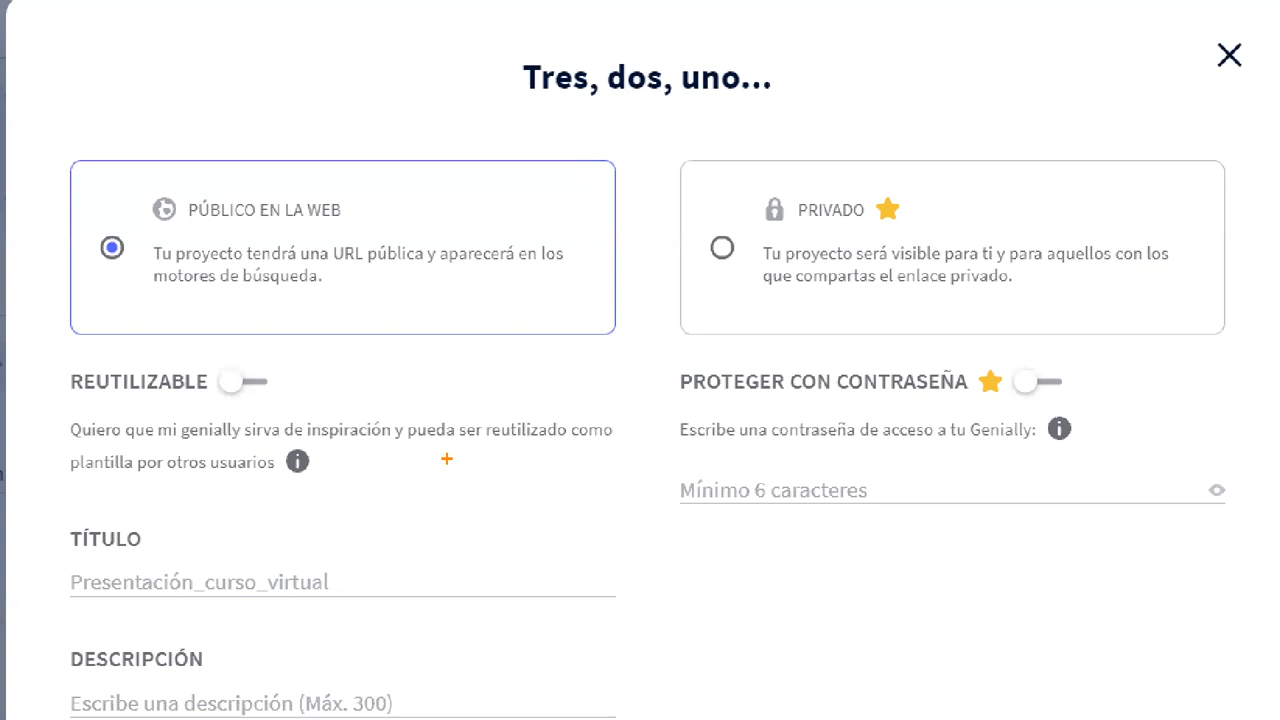 Tres, dos, uno...
PÚBLICO EN LA WEB
Tu proyecto tendrá una URL pública y aparecerá en los
motores de búsqueda.
PRIVADO
Tu proyecto será visible para ti y para aquellos con los
que compartas el enlace privado.
REUTILIZABLE
Quiero que mi genially sirva de inspiración y pueda ser reutilizado como
plantilla por otros usuarios
PROTEGER CON CONTRASEÑA
Escribe una contraseña de acceso a tu Genially:
Mínimo 6 caracteres
TÍTULO
Presentación_curso_virtual
DESCRIPCIÓN
Escribe una descripción (Máx. 300)